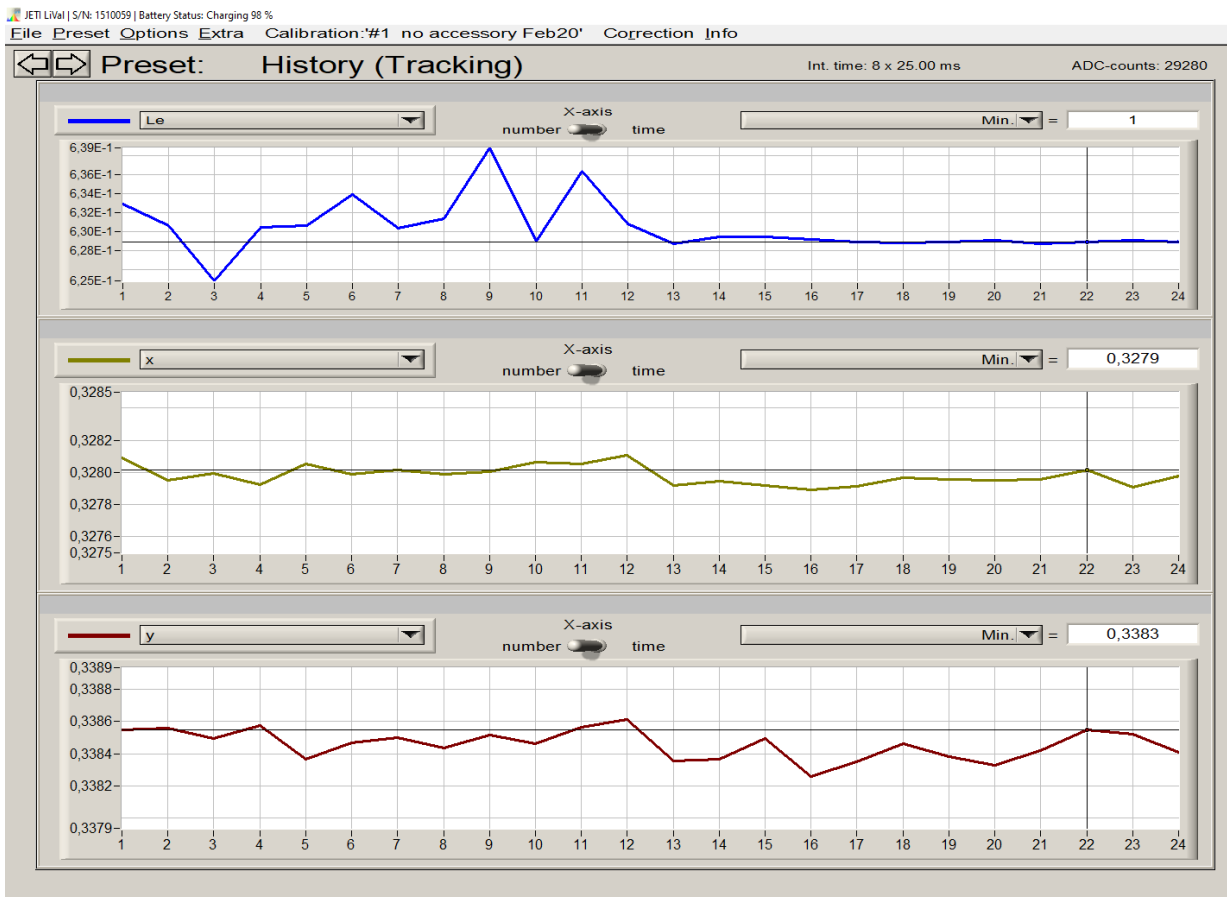 JETI LiVal | S/N: 1510059 | Battery Status: Charging 98 %
File Preset Options Extra Calibration:'#1 no accessory Feb20' Correction Info
Preset: History (Tracking) Int. time: 8 x 25.00 ms ADC-counts: 29280
Le X-axis number time Min. = 1
6,39E-1
6,36E-1
6,34E-1
6,32E-1
6,30E-1
6,28E-1
6,25E-1
1 2 3 4 5 6 7 8 9 10 11 12 13 14 15 16 17 18 19 20 21 22 23 24
x X-axis number time Min. = 0,3279
0,3285
0,3282
0,3280
0,3278
0,3276
0,3275
1 2 3 4 5 6 7 8 9 10 11 12 13 14 15 16 17 18 19 20 21 22 23 24
y X-axis number time Min. = 0,3383
0,3389
0,3388
0,3386
0,3384
0,3382
0,3379
1 2 3 4 5 6 7 8 9 10 11 12 13 14 15 16 17 18 19 20 21 22 23 24